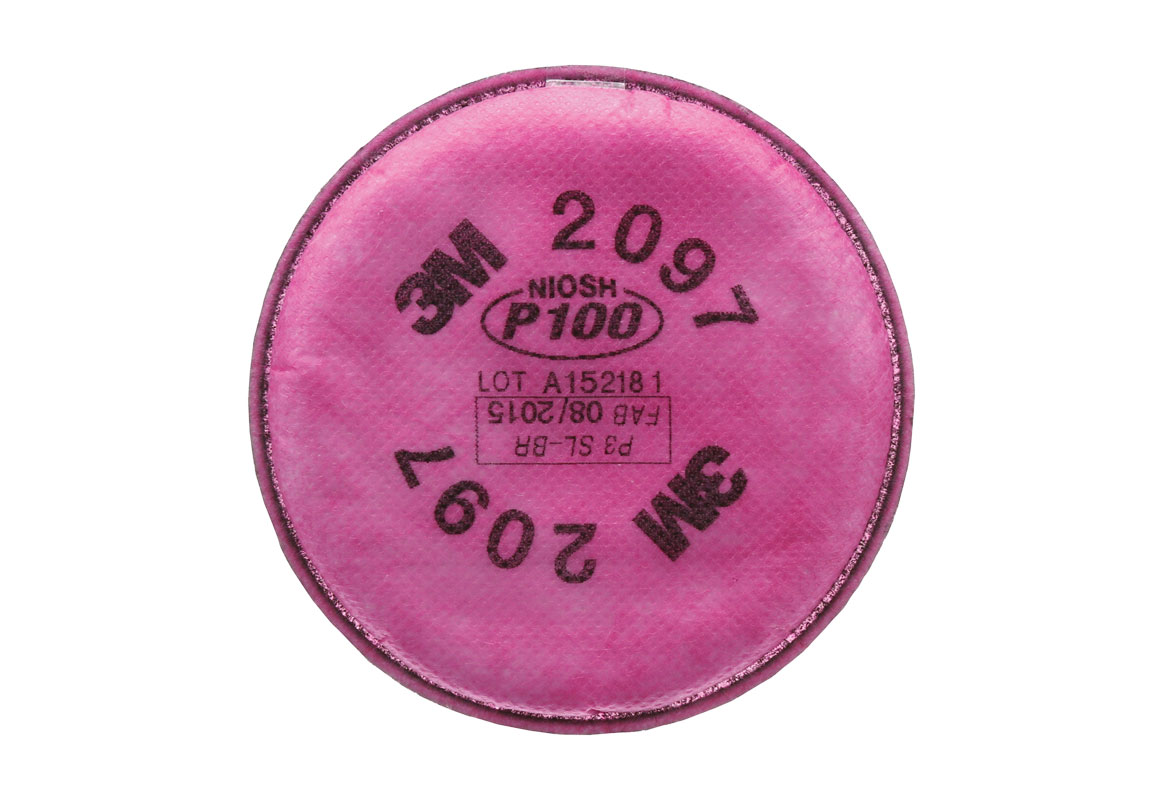 3M 2097
NIOSH
P100
LOT A152181
FAB 08/2015
P3 SL-BR
3M 2097